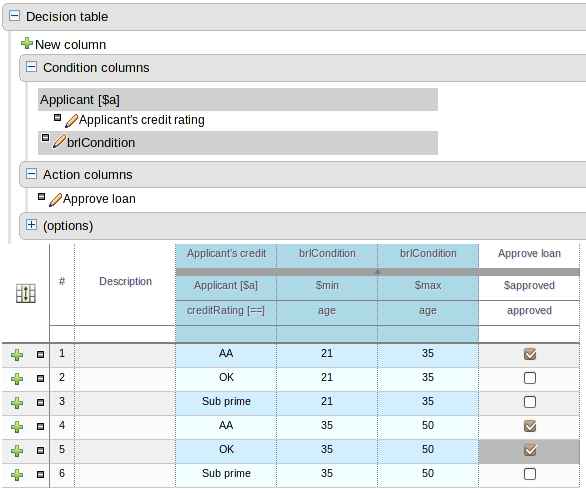 Decision table
New column
Condition columns
Applicant [$a]
Applicant's credit rating
brlCondition
Action columns
Approve loan
(options)
# Description Applicant's credit brlCondition brlCondition Approve loan
Applicant [$a] $min $max $approved
creditRating [==] age age approved
1 AA 21 35
2 OK 21 35
3 Sub prime 21 35
4 AA 35 50
5 OK 35 50
6 Sub prime 35 50